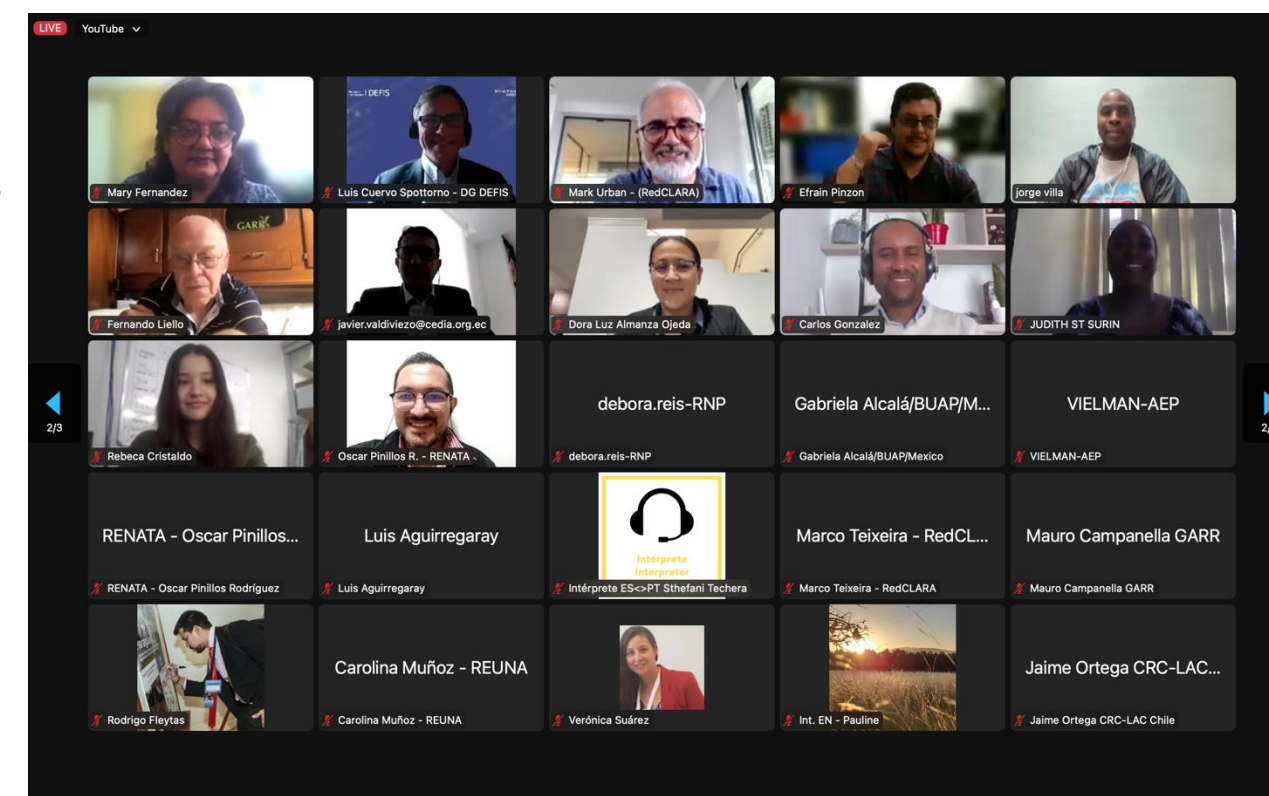 LIVE YouTube
Mary Fernandez
DEFIS
Luis Cuervo Spottorno - DG DEFIS
Mark Urban - (RedCLARA)
Efrain Pinzon
jorge villa
GARR
Fernando Liello
javier.valdiviezo@cedia.org.ec
Dora Luz Almanza Ojeda
Carlos Gonzalez
JUDITH ST SURIN
2/3
Rebeca Cristaldo
Oscar Pinillos R. - RENATA
debora.reis-RNP
debora.reis-RNP
Gabriela Alcalá/BUAP/M...
Gabriela Alcalá/BUAP/Mexico
VIELMAN-AEP
VIELMAN-AEP
2/
RENATA - Oscar Pinillos...
RENATA - Oscar Pinillos Rodríguez
Luis Aguirregaray
Luis Aguirregaray
Intérprete
Interpreter
Intérprete ES<>PT Sthefani Techera
Marco Teixeira - RedCL...
Marco Teixeira - RedCLARA
Mauro Campanella GARR
Mauro Campanella GARR
Rodrigo Fleytas
Carolina Muñoz - REUNA
Carolina Muñoz - REUNA
Verónica Suárez
Int. EN - Pauline
Jaime Ortega CRC-LAC...
Jaime Ortega CRC-LAC Chile